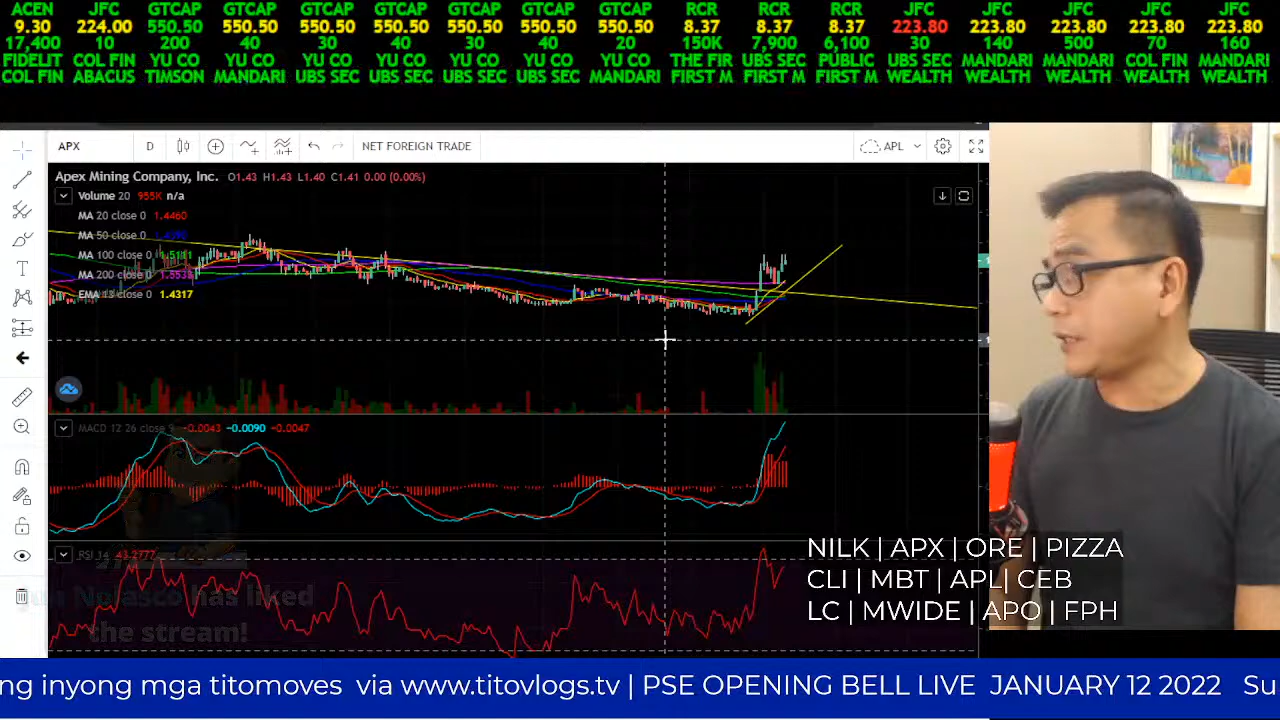 ACEN JFC GTCAP GTCAP GTCAP GTCAP GTCAP GTCAP GTCAP RCR RCR RCR JFC JFC JFC JFC JFC
9.30 224.00 550.50 550.50 550.50 550.50 550.50 550.50 550.50 8.37 8.37 8.37 223.80 223.80 223.80 223.80 223.80
17,400 10 200 40 30 40 30 40 20 150K 7,900 6,100 30 140 500 70 160
FIDELIT COL FIN YU CO YU CO YU CO YU CO YU CO YU CO YU CO THE FIR UBS SEC PUBLIC UBS SEC MANDARI MANDARI COL FIN MANDARI
COL FIN ABACUS TIMSON MANDARI UBS SEC UBS SEC UBS SEC UBS SEC MANDARI FIRST M FIRST M FIRST M WEALTH WEALTH WEALTH WEALTH WEALTH
APX D NET FOREIGN TRADE APL
Apex Mining Company, Inc. O1.43 H1.43 L1.40 C1.41 0.00 (0.00%)
Volume 20 955K n/a
MA 20 close 0 1.4460
MA 50 close 0
MA 100 close 0
MA 200 close 0
EMA 13 close 0 1.4317
MACD 12 26 close 9 -0.0043 -0.0090 -0.0047
RSI 14 43.2777
Nolasco has liked
the stream!
NILK | APX | ORE | PIZZA
CLI | MBT | APL | CEB
LC | MWIDE | APO | FPH
ng inyong mga titomoves via www.titovlogs.tv | PSE OPENING BELL LIVE JANUARY 12 2022 Su